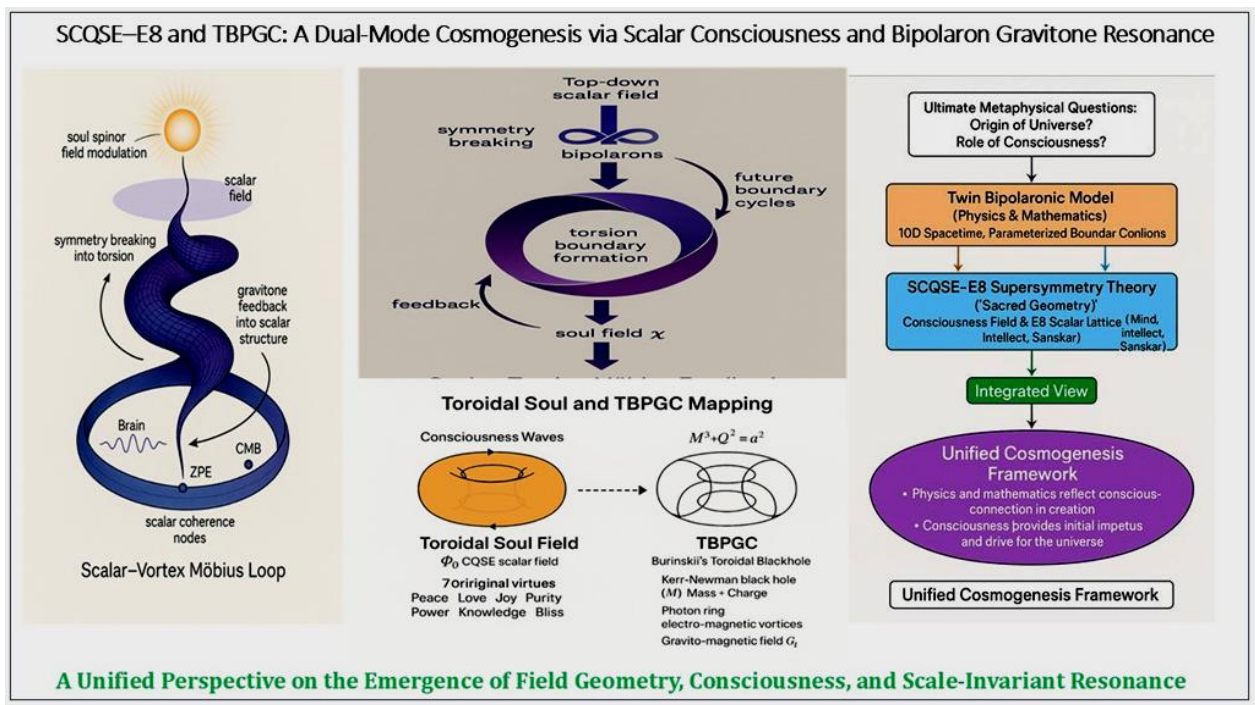 SCQSE–E8 and TBPGC: A Dual-Mode Cosmogenesis via Scalar Consciousness and Bipolaron Gravitone Resonance
soul spinor
field modulation
scalar
field
symmetry breaking
into torsion
gravitone
feedback
into scalar
structure
Brain
CMB
ZPE
scalar coherence
nodes
Scalar–Vortex Möbius Loop
Top-down
scalar field
symmetry
breaking
bipolarons
future
boundary
cycles
torsion
boundary
formation
feedback
soul field χ
Toroidal Soul and TBPGC Mapping
Consciousness Waves
M³+Q² = a²
Toroidal Soul Field
Φ₀ CQSE scalar field
7 oririginal virtues
Peace Love Joy Purity
Power Knowledge Bliss
TBPGC
Burinskii's Toroidal Blackhole
Kerr-Newman black hole
(M) Mass + Charge
Photon ring
electro-magnetic vortices
Gravito-magnetic field
Ultimate Metaphysical Questions:
Origin of Universe?
Role of Consciousness?
Twin Bipolaronic Model
(Physics & Mathematics)
10D Spacetime, Parameterized Boundar Conlions
SCQSE-E8 Supersymmetry Theory
('Sacred Geometry)'
Consciousness Field & E8 Scalar Lattice
Intellect, Sanskar)
(Mind,
intellect,
Sanskar)
Integrated View
Unified Cosmogenesis
Framework
• Physics and mathematics reflect conscious-
connection in creation
• Consciousness provides initial impetus
and drive for the universe
Unified Cosmogenesis Framework
A Unified Perspective on the Emergence of Field Geometry, Consciousness, and Scale-Invariant Resonance